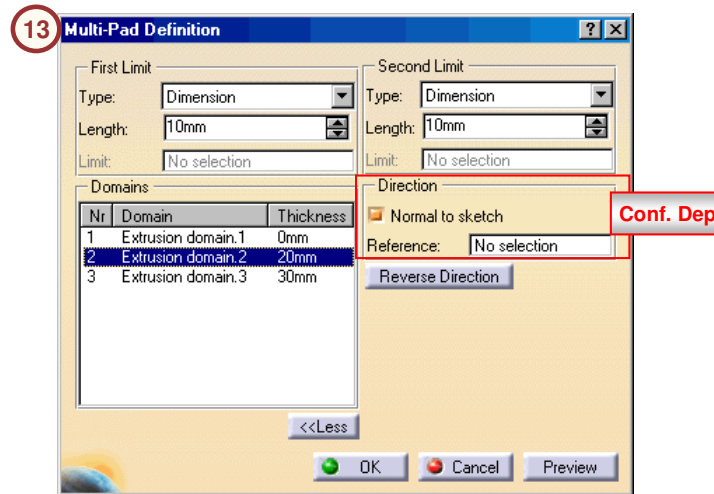 13
Multi-Pad Definition
First Limit
Type: Dimension
Length: 10mm
Limit: No selection
Second Limit
Type: Dimension
Length: 10mm
Limit: No selection
Domains
Nr Domain Thickness
1 Extrusion domain.1 0mm
2 Extrusion domain.2 20mm
3 Extrusion domain.3 30mm
Direction
Normal to sketch
Reference: No selection
Conf. Dep
Reverse Direction
<<Less
OK Cancel Preview